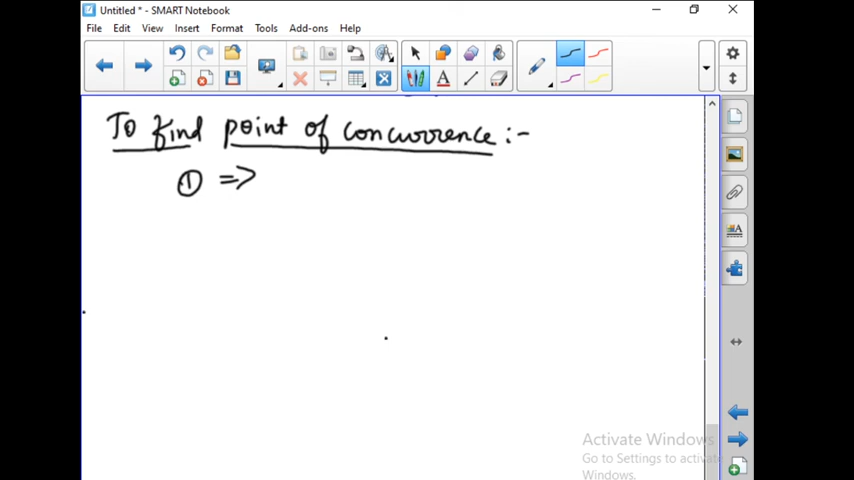 Untitled * - SMART Notebook
File Edit View Insert Format Tools Add-ons Help
To find point of concurrence :-
① =>
Activate Windows
Go to Settings to activate
Windows.